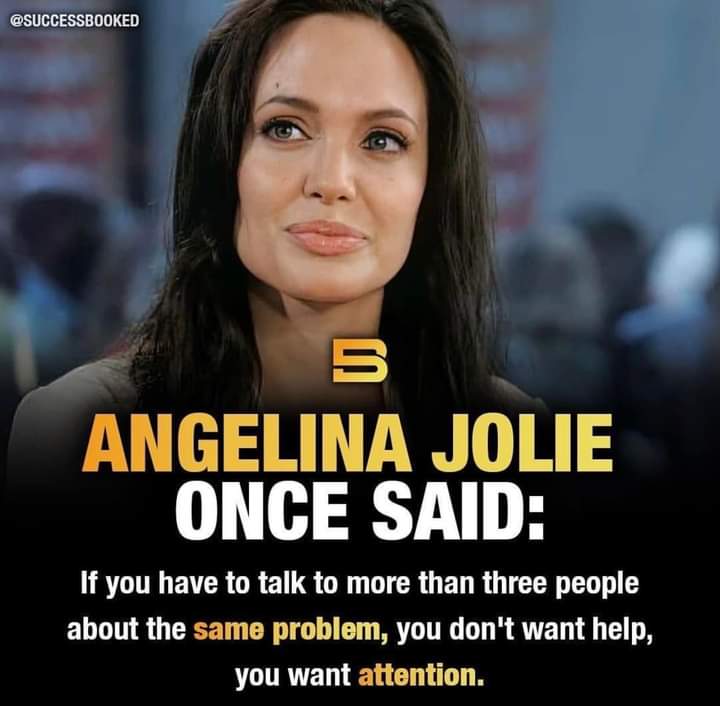 @SUCCESSBOOKED
ANGELINA JOLIE
ONCE SAID:
If you have to talk to more than three people
about the same problem, you don't want help,
you want attention.